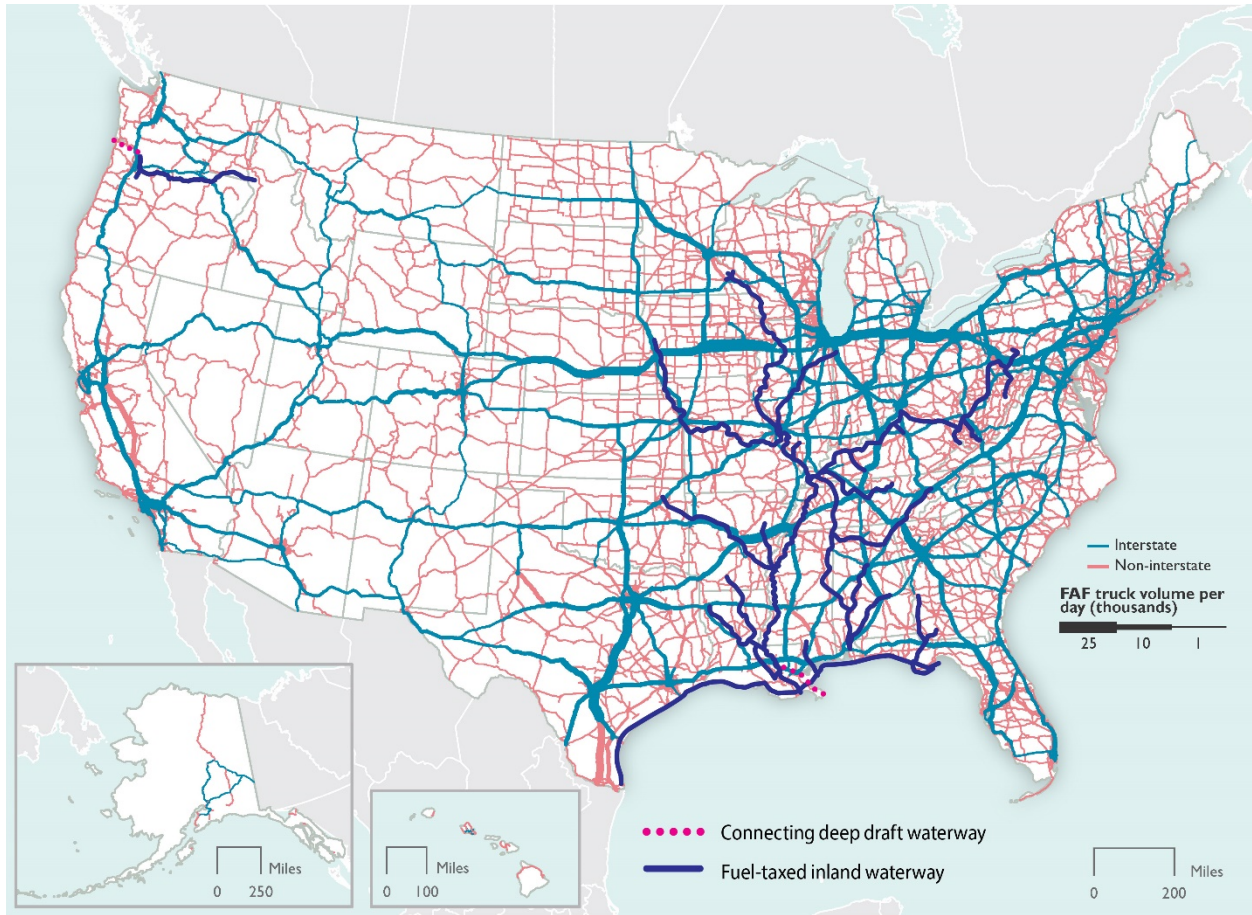 Interstate
Non-interstate
FAF truck volume per
day (thousands)
25 10 1
Miles
0 250
Miles
0 100
Connecting deep draft waterway
Fuel-taxed inland waterway
Miles
0 200